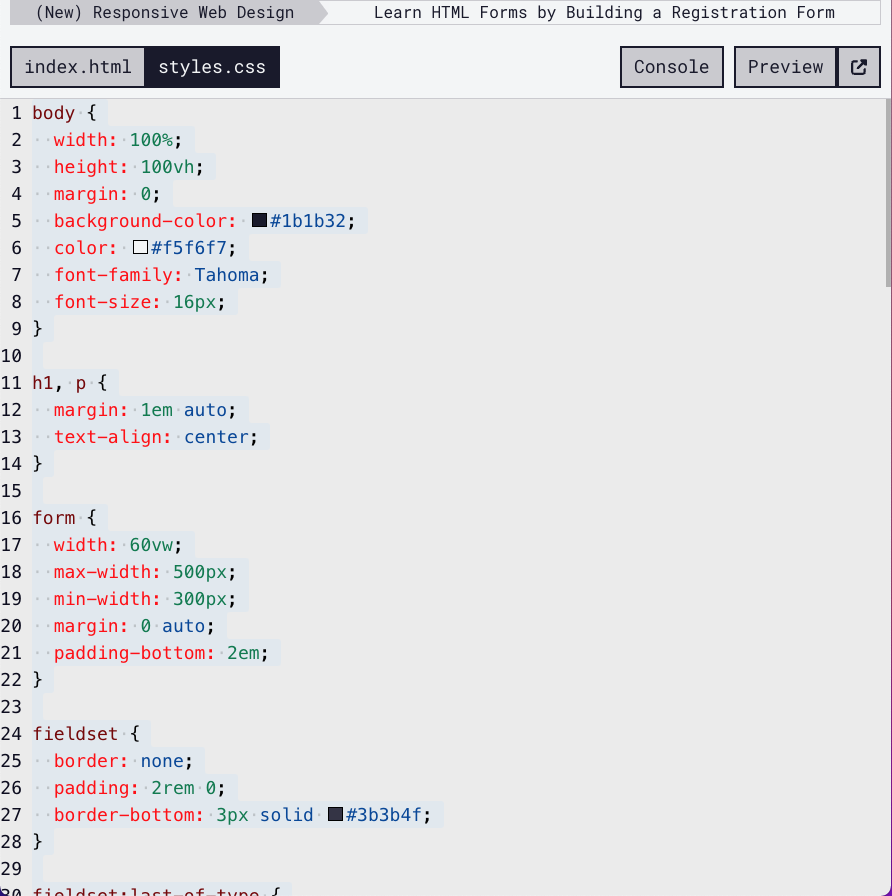 (New) Responsive Web Design
Learn HTML Forms by Building a Registration Form
index.html
styles.css
Console
Preview
1 body {
2   width: 100%;
3   height: 100vh;
4   margin: 0;
5   background-color: #1b1b32;
6   color: #f5f6f7;
7   font-family: Tahoma;
8   font-size: 16px;
9 }
10
11 h1, p {
12   margin: 1em auto;
13   text-align: center;
14 }
15
16 form {
17   width: 60vw;
18   max-width: 500px;
19   min-width: 300px;
20   margin: 0 auto;
21   padding-bottom: 2em;
22 }
23
24 fieldset {
25   border: none;
26   padding: 2rem 0;
27   border-bottom: 3px solid #3b3b4f;
28 }
29
30 fieldset:last-of-type {